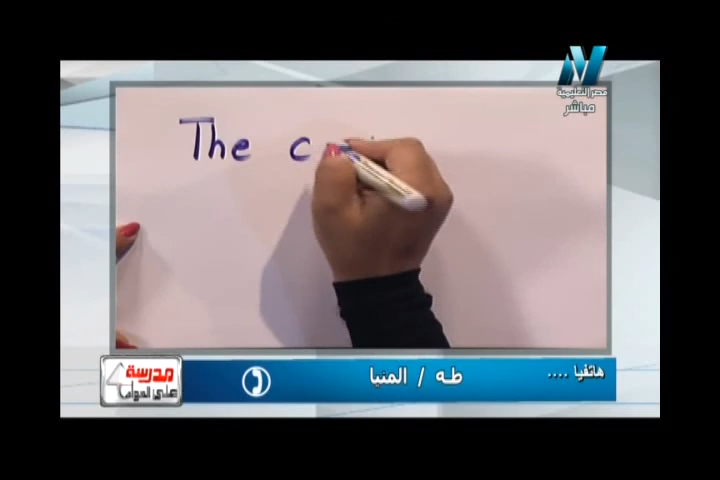 مصر التعليمية
مباشر
The c
هاتفيا ....
طه / المنيا
مدرسة
على الهواء